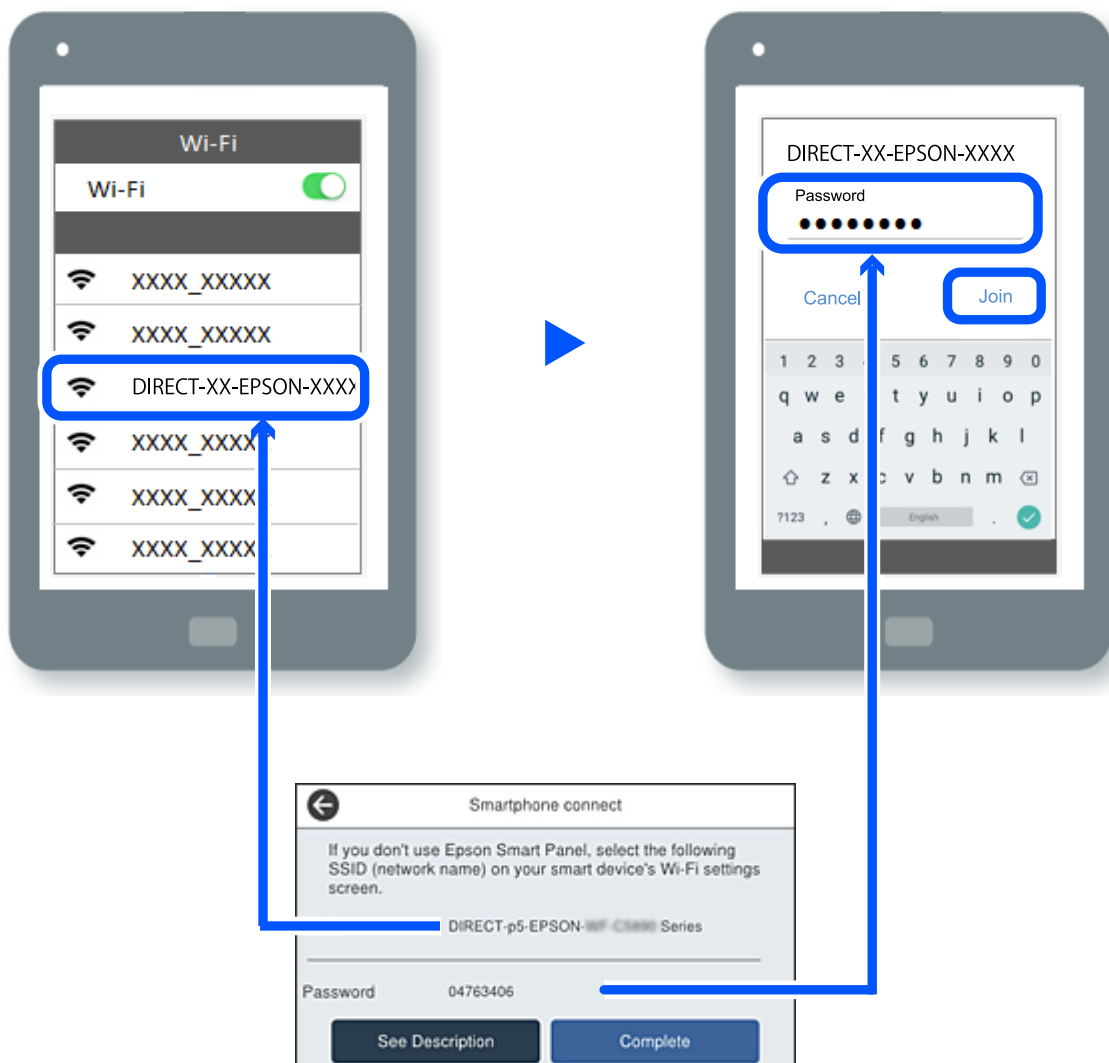 Wi-Fi
Wi-Fi
XXXX_XXXXX
XXXX_XXXXX
DIRECT-XX-EPSON-XXXX
XXXX_XXXX
XXXX_XXXX
XXXX_XXXX
DIRECT-XX-EPSON-XXXX
Password
Cancel Join
1 2 3 5 6 7 8 9 0
q w e t y u i o p
a s d f g h j k l
z x c v b n m
?123 , English .
Smartphone connect
If you don't use Epson Smart Panel, select the following
SSID (network name) on your smart device's Wi-Fi settings
screen.
DIRECT-p5-EPSON- Series
Password 04763406
See Description Complete